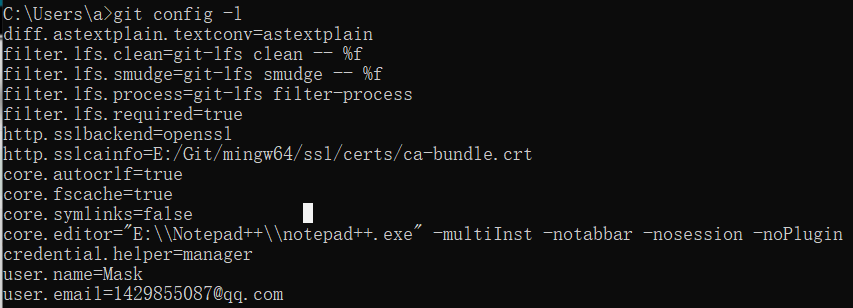 C:\Users\a>git config -l
diff.astextplain.textconv=astextplain
filter.lfs.clean=git-lfs clean -- %f
filter.lfs.smudge=git-lfs smudge -- %f
filter.lfs.process=git-lfs filter-process
filter.lfs.required=true
http.sslbackend=openssl
http.sslcainfo=E:/Git/mingw64/ssl/certs/ca-bundle.crt
core.autocrlf=true
core.fscache=true
core.symlinks=false
core.editor="E:\\Notepad++\\notepad++.exe" -multiInst -notabbar -nosession -noPlugin
credential.helper=manager
user.name=Mask
user.email=1429855087@qq.com